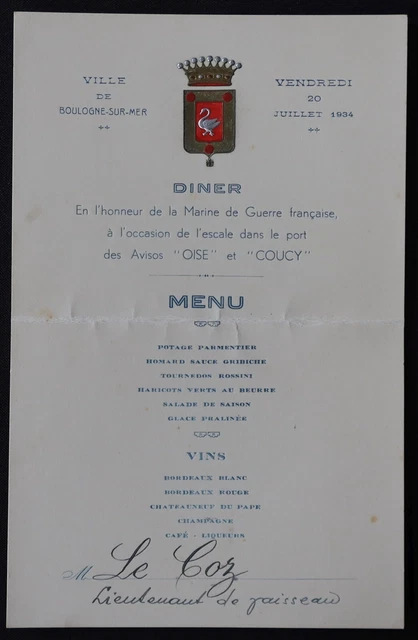 VILLE
DE
BOULOGNE-SUR-MER
VENDREDI
20
JUILLET 1934
DINER
En l'honneur de la Marine de Guerre française,
à l'occasion de l'escale dans le port
des Avisos "OISE" et "COUCY"
MENU
POTAGE PARMENTIER
HOMARD SAUCE GRIBICHE
TOURNEDOS ROSSINI
HARICOTS VERTS AU BEURRE
SALADE DE SAISON
GLACE PRALINÉE
VINS
BORDEAUX BLANC
BORDEAUX ROUGE
CHATEAUNEUF DU PAPE
CHAMPAGNE
CAFÉ - LIQUEURS
M. Le Coz
Lieutenant de vaisseau